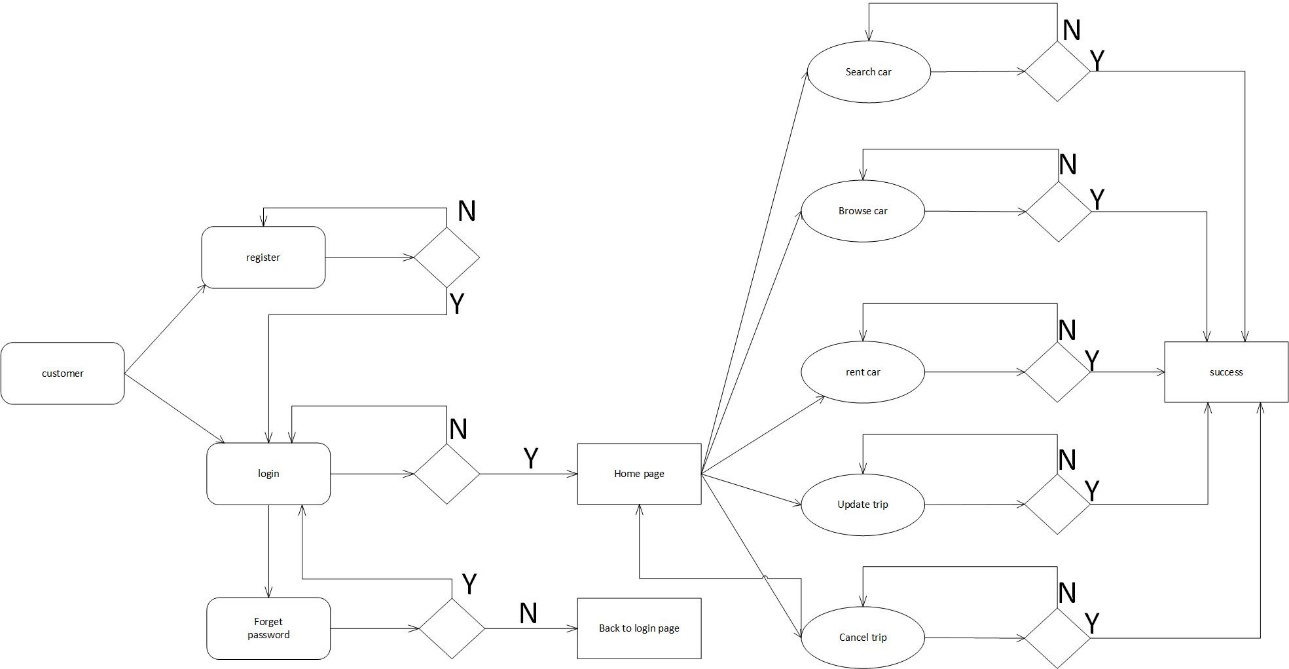 N
Search car
Y
N
Browse car
Y
N
register
Y
N
rent car
Y
success
customer
N
login
Y
Home page
N
Update trip
Y
Y
Forget
password
N
Back to login page
N
Cancel trip
Y